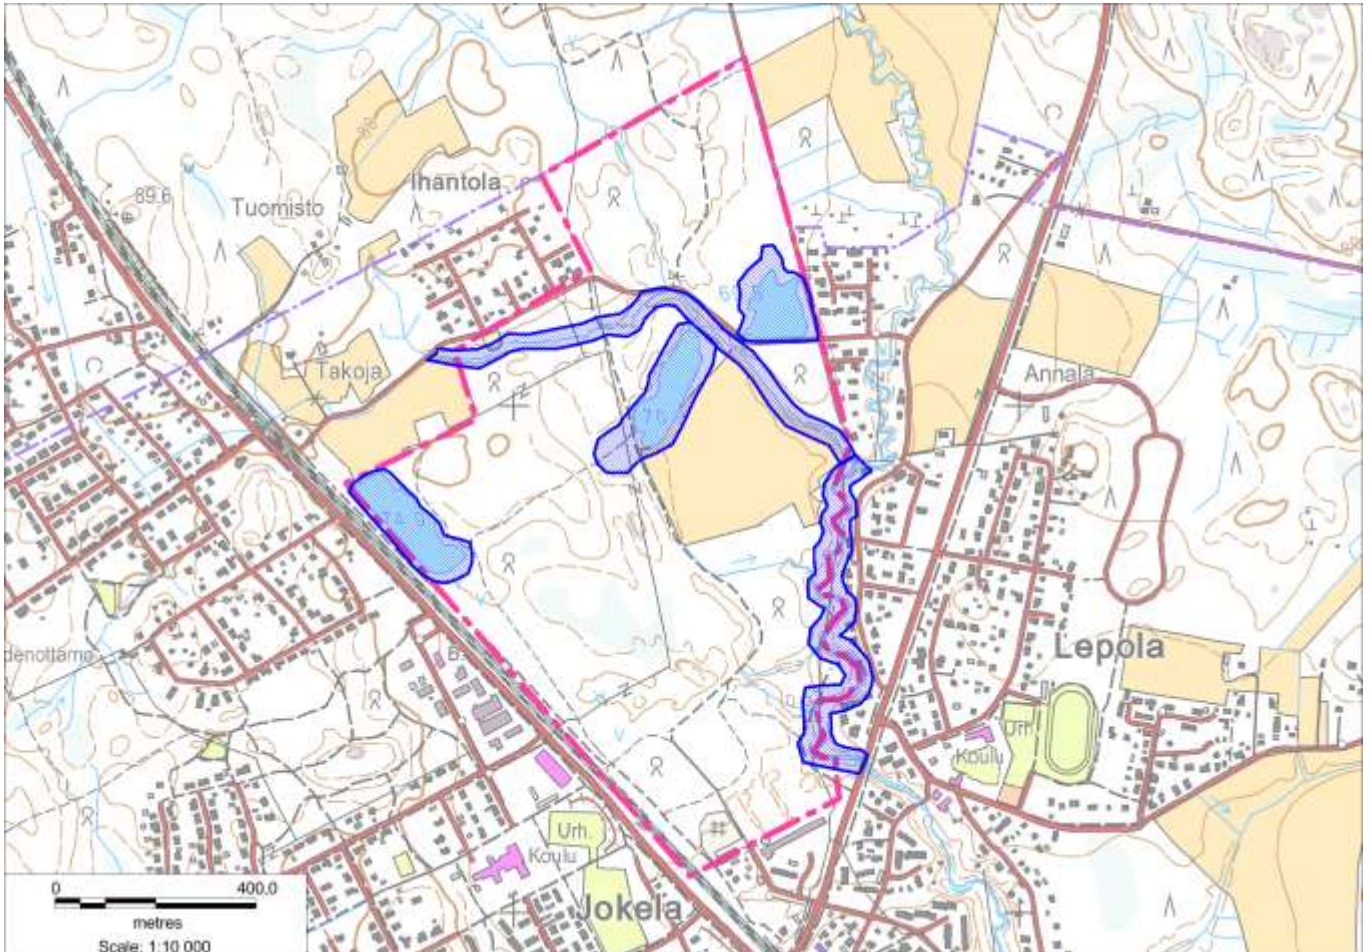 Ihantola
89,6
Tuomisto
Takoja
Annala
Lepola
Urh.
Koulu
Urh.
Koulu
Jokela
0 400.0
metres
Scale: 1:10 000